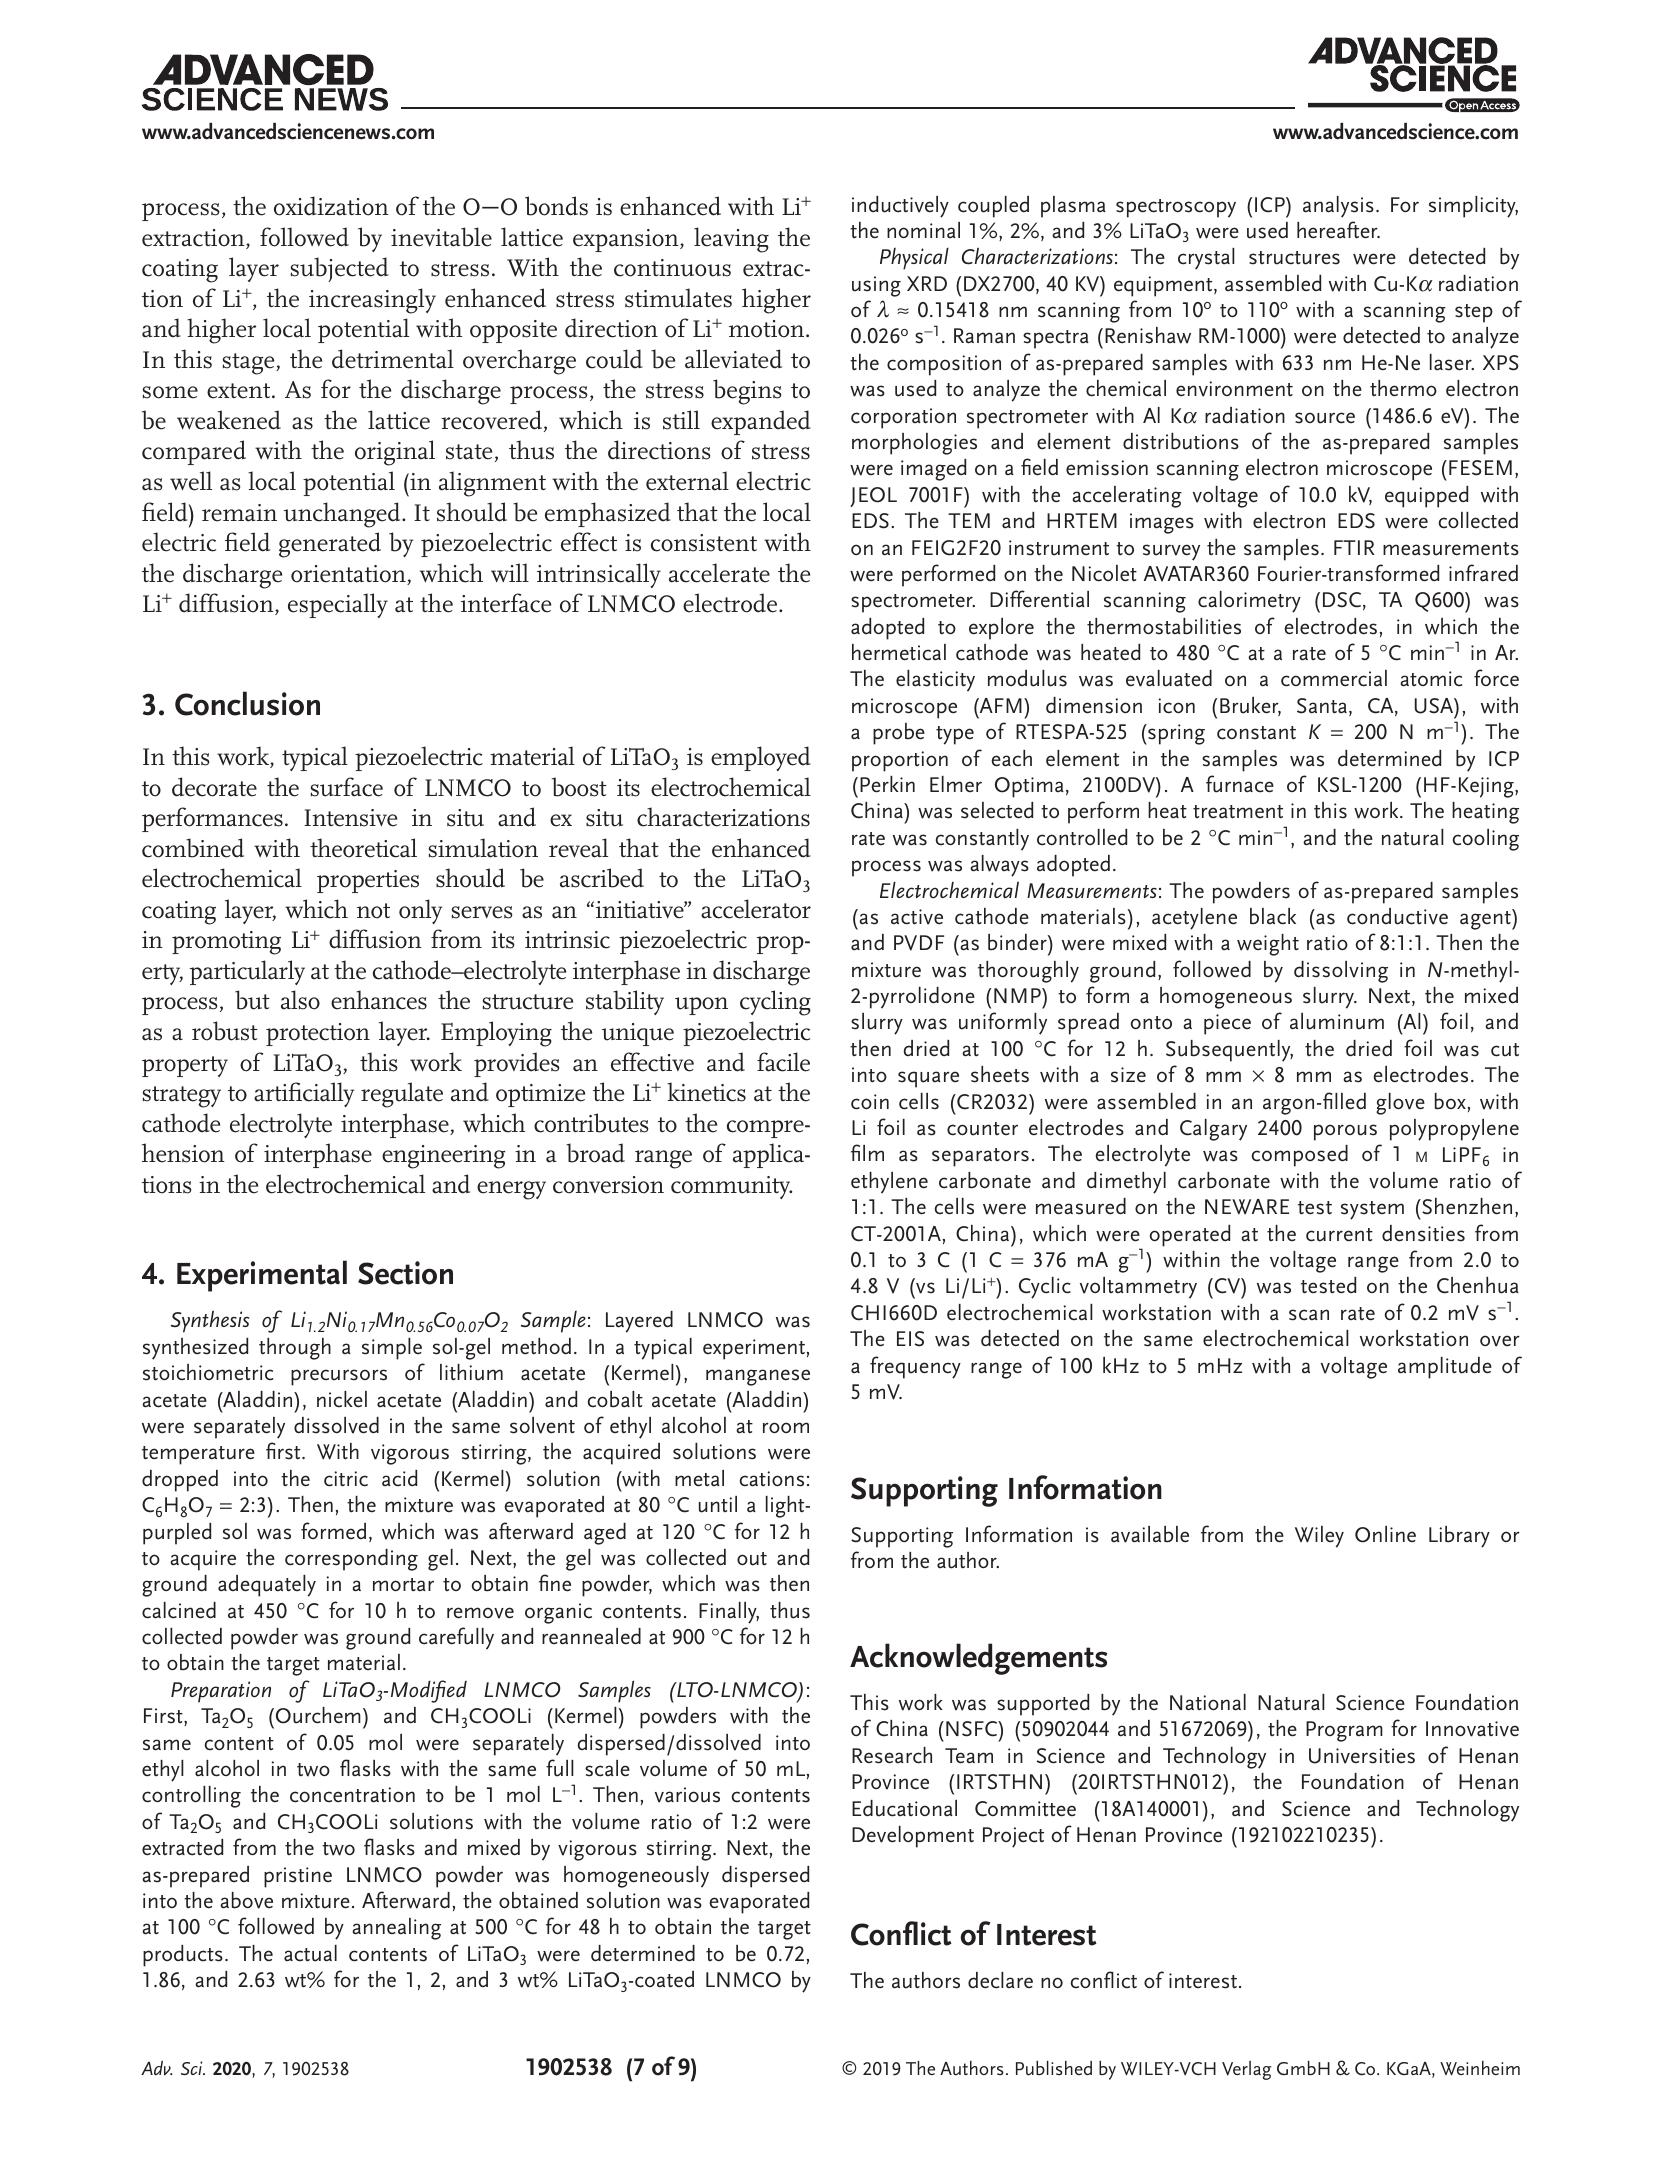 ADVANCED
SCIENCE NEWS
www.advancedsciencenews.com
ADVANCED
SCIENCE
Open Access
www.advancedscience.com
process, the oxidization of the O—O bonds is enhanced with Li⁺
extraction, followed by inevitable lattice expansion, leaving the
coating layer subjected to stress. With the continuous extrac-
tion of Li⁺, the increasingly enhanced stress stimulates higher
and higher local potential with opposite direction of Li⁺ motion.
In this stage, the detrimental overcharge could be alleviated to
some extent. As for the discharge process, the stress begins to
be weakened as the lattice recovered, which is still expanded
compared with the original state, thus the directions of stress
as well as local potential (in alignment with the external electric
field) remain unchanged. It should be emphasized that the local
electric field generated by piezoelectric effect is consistent with
the discharge orientation, which will intrinsically accelerate the
Li⁺ diffusion, especially at the interface of LNMCO electrode.
3. Conclusion
In this work, typical piezoelectric material of LiTaO₃ is employed
to decorate the surface of LNMCO to boost its electrochemical
performances. Intensive in situ and ex situ characterizations
combined with theoretical simulation reveal that the enhanced
electrochemical properties should be ascribed to the LiTaO₃
coating layer, which not only serves as an “initiative” accelerator
in promoting Li⁺ diffusion from its intrinsic piezoelectric prop-
erty, particularly at the cathode–electrolyte interphase in discharge
process, but also enhances the structure stability upon cycling
as a robust protection layer. Employing the unique piezoelectric
property of LiTaO₃, this work provides an effective and facile
strategy to artificially regulate and optimize the Li⁺ kinetics at the
cathode electrolyte interphase, which contributes to the compre-
hension of interphase engineering in a broad range of applica-
tions in the electrochemical and energy conversion community.
4. Experimental Section
Synthesis of Li₁.₂Ni₀.₁₇Mn₀.₅₆Co₀.₀₇O₂ Sample: Layered LNMCO was
synthesized through a simple sol-gel method. In a typical experiment,
stoichiometric precursors of lithium acetate (Kermel), manganese
acetate (Aladdin), nickel acetate (Aladdin) and cobalt acetate (Aladdin)
were separately dissolved in the same solvent of ethyl alcohol at room
temperature first. With vigorous stirring, the acquired solutions were
dropped into the citric acid (Kermel) solution (with metal cations:
C₆H₈O₇ = 2:3). Then, the mixture was evaporated at 80 °C until a light-
purpled sol was formed, which was afterward aged at 120 °C for 12 h
to acquire the corresponding gel. Next, the gel was collected out and
ground adequately in a mortar to obtain fine powder, which was then
calcined at 450 °C for 10 h to remove organic contents. Finally, thus
collected powder was ground carefully and reannealed at 900 °C for 12 h
to obtain the target material.
Preparation of LiTaO₃-Modified LNMCO Samples (LTO-LNMCO):
First, Ta₂O₅ (Ourchem) and CH₃COOLi (Kermel) powders with the
same content of 0.05 mol were separately dispersed/dissolved into
ethyl alcohol in two flasks with the same full scale volume of 50 mL,
controlling the concentration to be 1 mol L⁻¹. Then, various contents
of Ta₂O₅ and CH₃COOLi solutions with the volume ratio of 1:2 were
extracted from the two flasks and mixed by vigorous stirring. Next, the
as-prepared pristine LNMCO powder was homogeneously dispersed
into the above mixture. Afterward, the obtained solution was evaporated
at 100 °C followed by annealing at 500 °C for 48 h to obtain the target
products. The actual contents of LiTaO₃ were determined to be 0.72,
1.86, and 2.63 wt% for the 1, 2, and 3 wt% LiTaO₃-coated LNMCO by
inductively coupled plasma spectroscopy (ICP) analysis. For simplicity,
the nominal 1%, 2%, and 3% LiTaO₃ were used hereafter.
Physical Characterizations: The crystal structures were detected by
using XRD (DX2700, 40 KV) equipment, assembled with Cu-Kα radiation
of λ ≈ 0.15418 nm scanning from 10° to 110° with a scanning step of
0.026° s⁻¹. Raman spectra (Renishaw RM-1000) were detected to analyze
the composition of as-prepared samples with 633 nm He-Ne laser. XPS
was used to analyze the chemical environment on the thermo electron
corporation spectrometer with Al Kα radiation source (1486.6 eV). The
morphologies and element distributions of the as-prepared samples
were imaged on a field emission scanning electron microscope (FESEM,
JEOL 7001F) with the accelerating voltage of 10.0 kV, equipped with
EDS. The TEM and HRTEM images with electron EDS were collected
on an FEIG2F20 instrument to survey the samples. FTIR measurements
were performed on the Nicolet AVATAR360 Fourier-transformed infrared
spectrometer. Differential scanning calorimetry (DSC, TA Q600) was
adopted to explore the thermostabilities of electrodes, in which the
hermetical cathode was heated to 480 °C at a rate of 5 °C min⁻¹ in Ar.
The elasticity modulus was evaluated on a commercial atomic force
microscope (AFM) dimension icon (Bruker, Santa, CA, USA), with
a probe type of RTESPA-525 (spring constant K = 200 N m⁻¹). The
proportion of each element in the samples was determined by ICP
(Perkin Elmer Optima, 2100DV). A furnace of KSL-1200 (HF-Kejing,
China) was selected to perform heat treatment in this work. The heating
rate was constantly controlled to be 2 °C min⁻¹, and the natural cooling
process was always adopted.
Electrochemical Measurements: The powders of as-prepared samples
(as active cathode materials), acetylene black (as conductive agent)
and PVDF (as binder) were mixed with a weight ratio of 8:1:1. Then the
mixture was thoroughly ground, followed by dissolving in N-methyl-
2-pyrrolidone (NMP) to form a homogeneous slurry. Next, the mixed
slurry was uniformly spread onto a piece of aluminum (Al) foil, and
then dried at 100 °C for 12 h. Subsequently, the dried foil was cut
into square sheets with a size of 8 mm × 8 mm as electrodes. The
coin cells (CR2032) were assembled in an argon-filled glove box, with
Li foil as counter electrodes and Calgary 2400 porous polypropylene
film as separators. The electrolyte was composed of 1 M LiPF₆ in
ethylene carbonate and dimethyl carbonate with the volume ratio of
1:1. The cells were measured on the NEWARE test system (Shenzhen,
CT-2001A, China), which were operated at the current densities from
0.1 to 3 C (1 C = 376 mA g⁻¹) within the voltage range from 2.0 to
4.8 V (vs Li/Li⁺). Cyclic voltammetry (CV) was tested on the Chenhua
CHI660D electrochemical workstation with a scan rate of 0.2 mV s⁻¹.
The EIS was detected on the same electrochemical workstation over
a frequency range of 100 kHz to 5 mHz with a voltage amplitude of
5 mV.
Supporting Information
Supporting Information is available from the Wiley Online Library or
from the author.
Acknowledgements
This work was supported by the National Natural Science Foundation
of China (NSFC) (50902044 and 51672069), the Program for Innovative
Research Team in Science and Technology in Universities of Henan
Province (IRTSTHN) (20IRTSTHN012), the Foundation of Henan
Educational Committee (18A140001), and Science and Technology
Development Project of Henan Province (192102210235).
Conflict of Interest
The authors declare no conflict of interest.
Adv. Sci. 2020, 7, 1902538
1902538 (7 of 9)
© 2019 The Authors. Published by WILEY-VCH Verlag GmbH & Co. KGaA, Weinheim